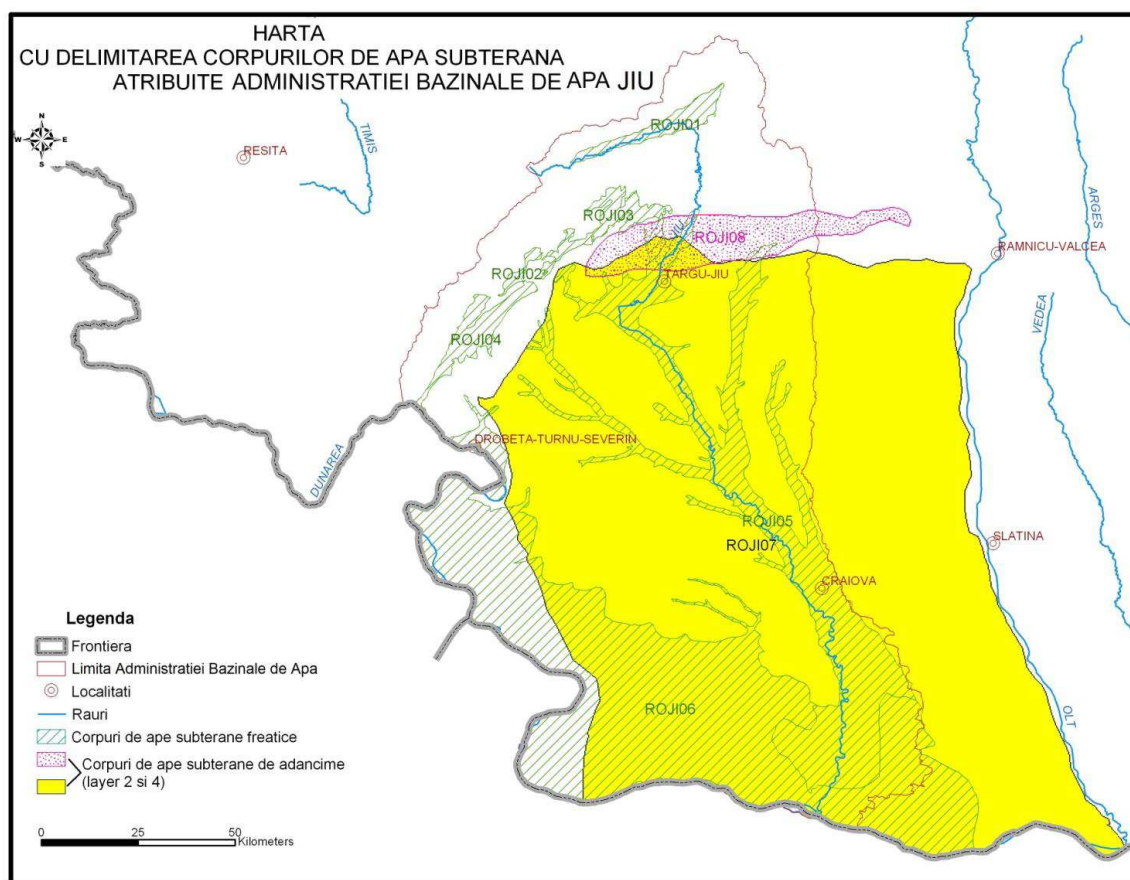 HARTA
CU DELIMITAREA CORPURILOR DE APA SUBTERANA
ATRIBUITE ADMINISTRATIEI BAZINALE DE APA JIU
N
W E
S
RESITA
TIMIS
ROJI01
ARGES
ROJI03
JIU
ROJI08
RAMNICU-VALCEA
ROJI02
TARGU-JIU
VEDEA
ROJI04
DROBETA-TURNU-SEVERIN
DUNAREA
ROJI05
ROJI07
SLATINA
CRAIOVA
ROJI06
OLT
Legenda
Frontiera
Limita Administratiei Bazinale de Apa
Localitati
Rauri
Corpuri de ape subterane freatice
Corpuri de ape subterane de adancime
(layer 2 si 4)
0 25 50
Kilometers